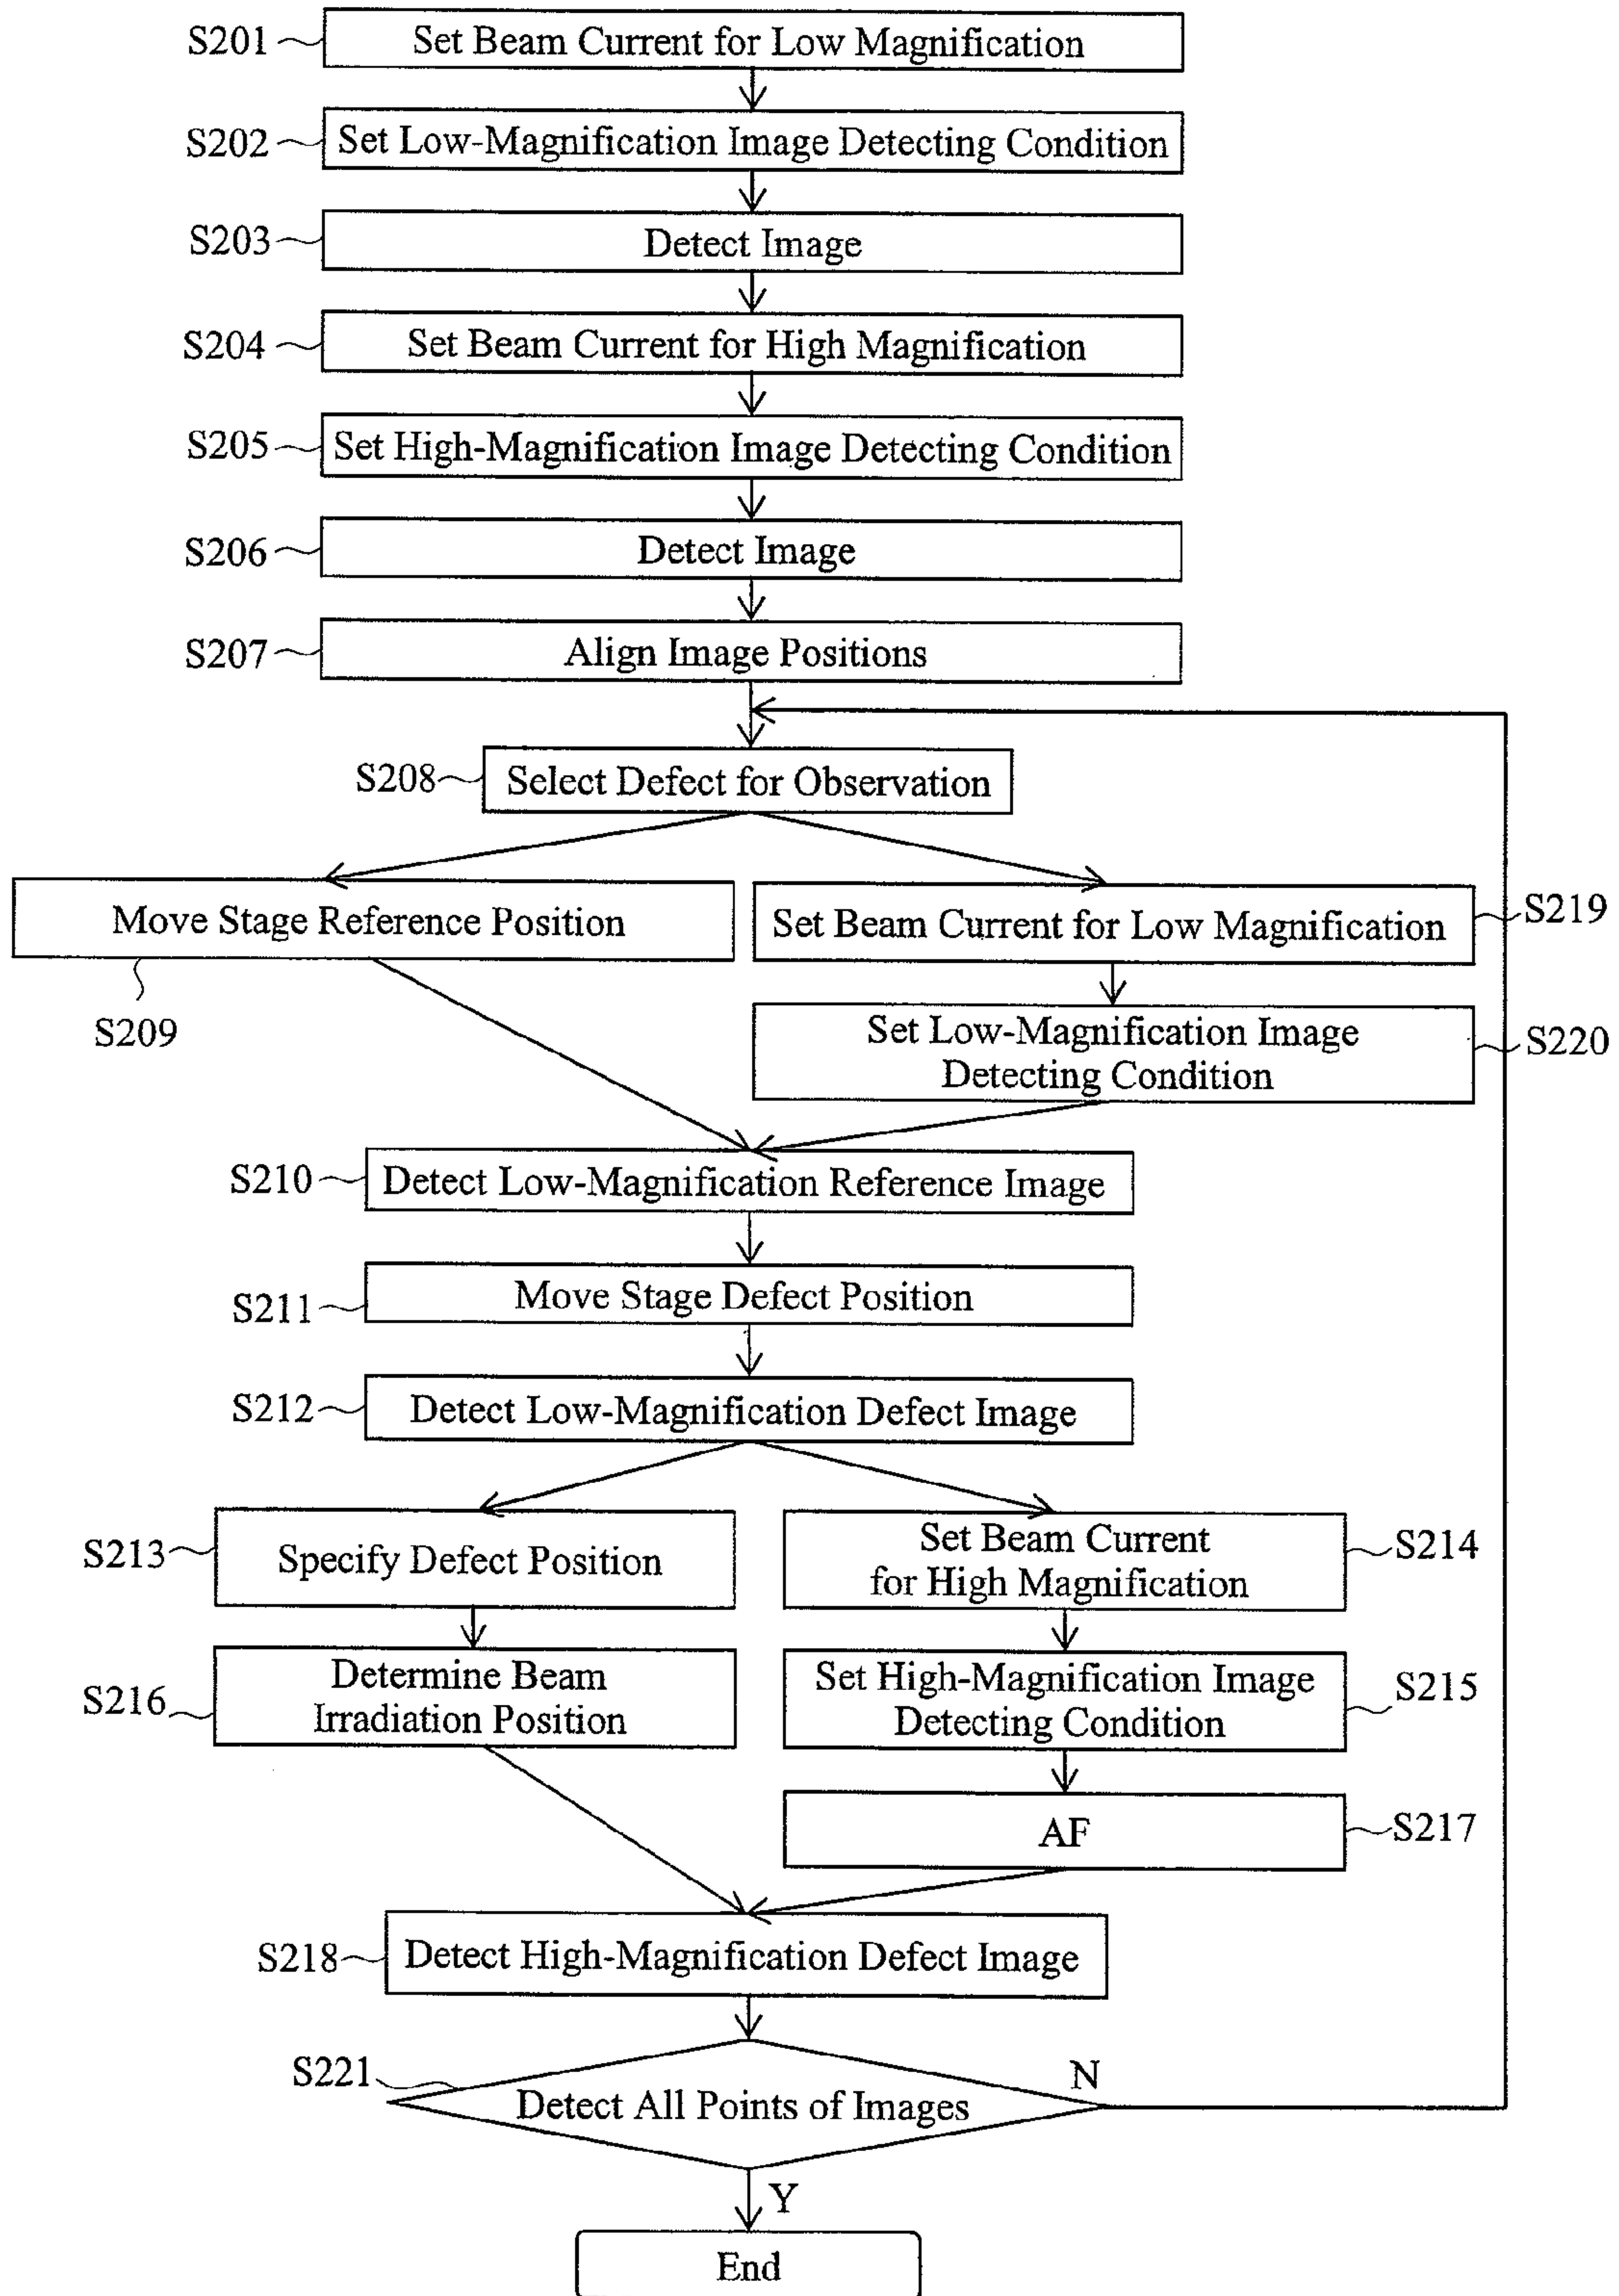 S201
Set Beam Current for Low Magnification
S202
Set Low-Magnification Image Detecting Condition
S203
Detect Image
S204
Set Beam Current for High Magnification
S205
Set High-Magnification Image Detecting Condition
S206
Detect Image
S207
Align Image Positions
S208
Select Defect for Observation
Move Stage Reference Position
S209
Set Beam Current for Low Magnification
S219
Set Low-Magnification Image
Detecting Condition
S220
S210
Detect Low-Magnification Reference Image
S211
Move Stage Defect Position
S212
Detect Low-Magnification Defect Image
S213
Specify Defect Position
Set Beam Current
for High Magnification
S214
S216
Determine Beam
Irradiation Position
Set High-Magnification Image
Detecting Condition
S215
AF
S217
S218
Detect High-Magnification Defect Image
S221
Detect All Points of Images
N
Y
End